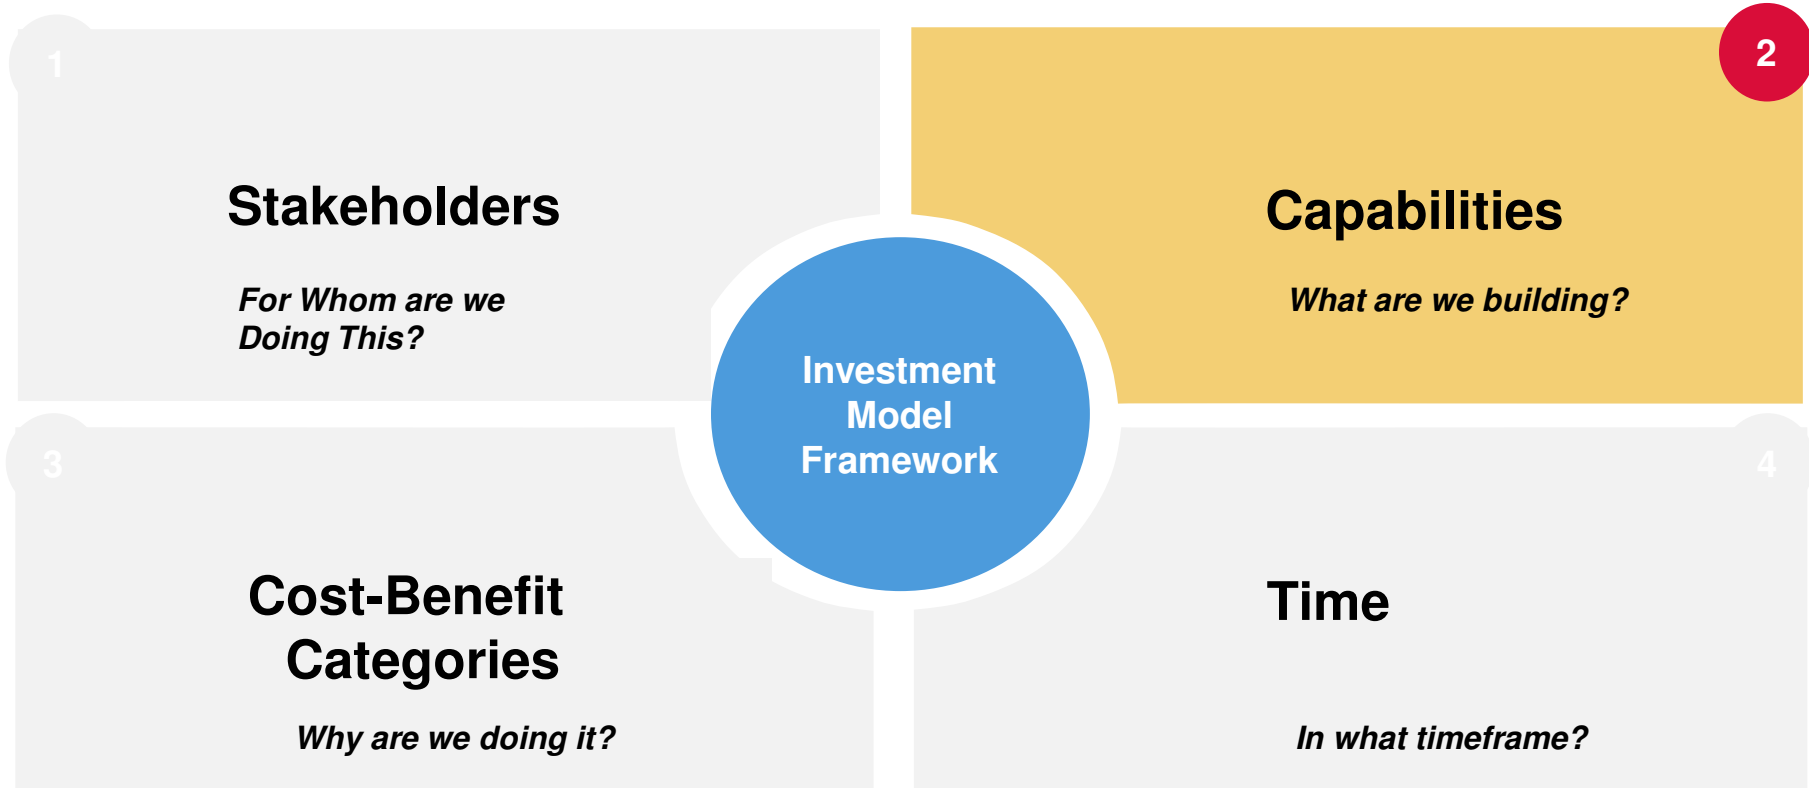 1
Stakeholders
For Whom are we
Doing This?
2
Capabilities
What are we building?
Investment
Model
Framework
3
Cost-Benefit
Categories
Why are we doing it?
4
Time
In what timeframe?